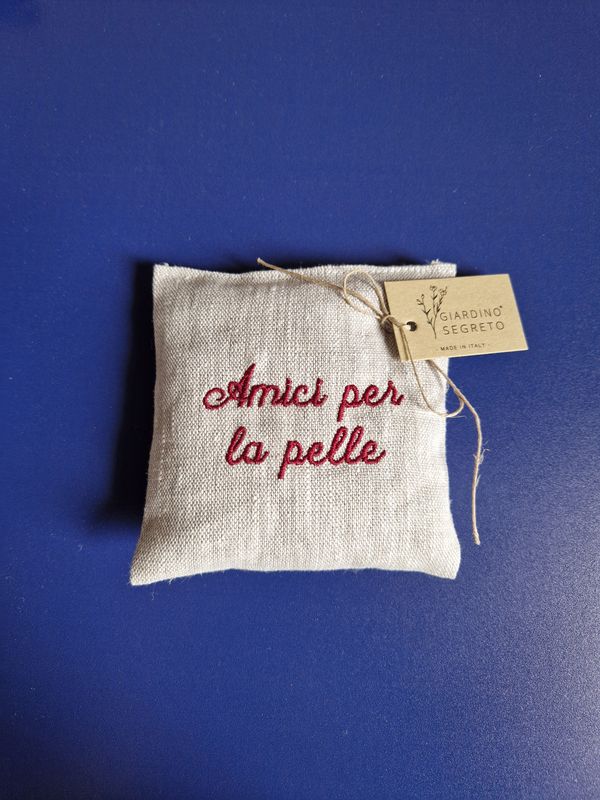 Amici per
la pelle
GIARDINO®
SEGRETO
- MADE IN ITALY -